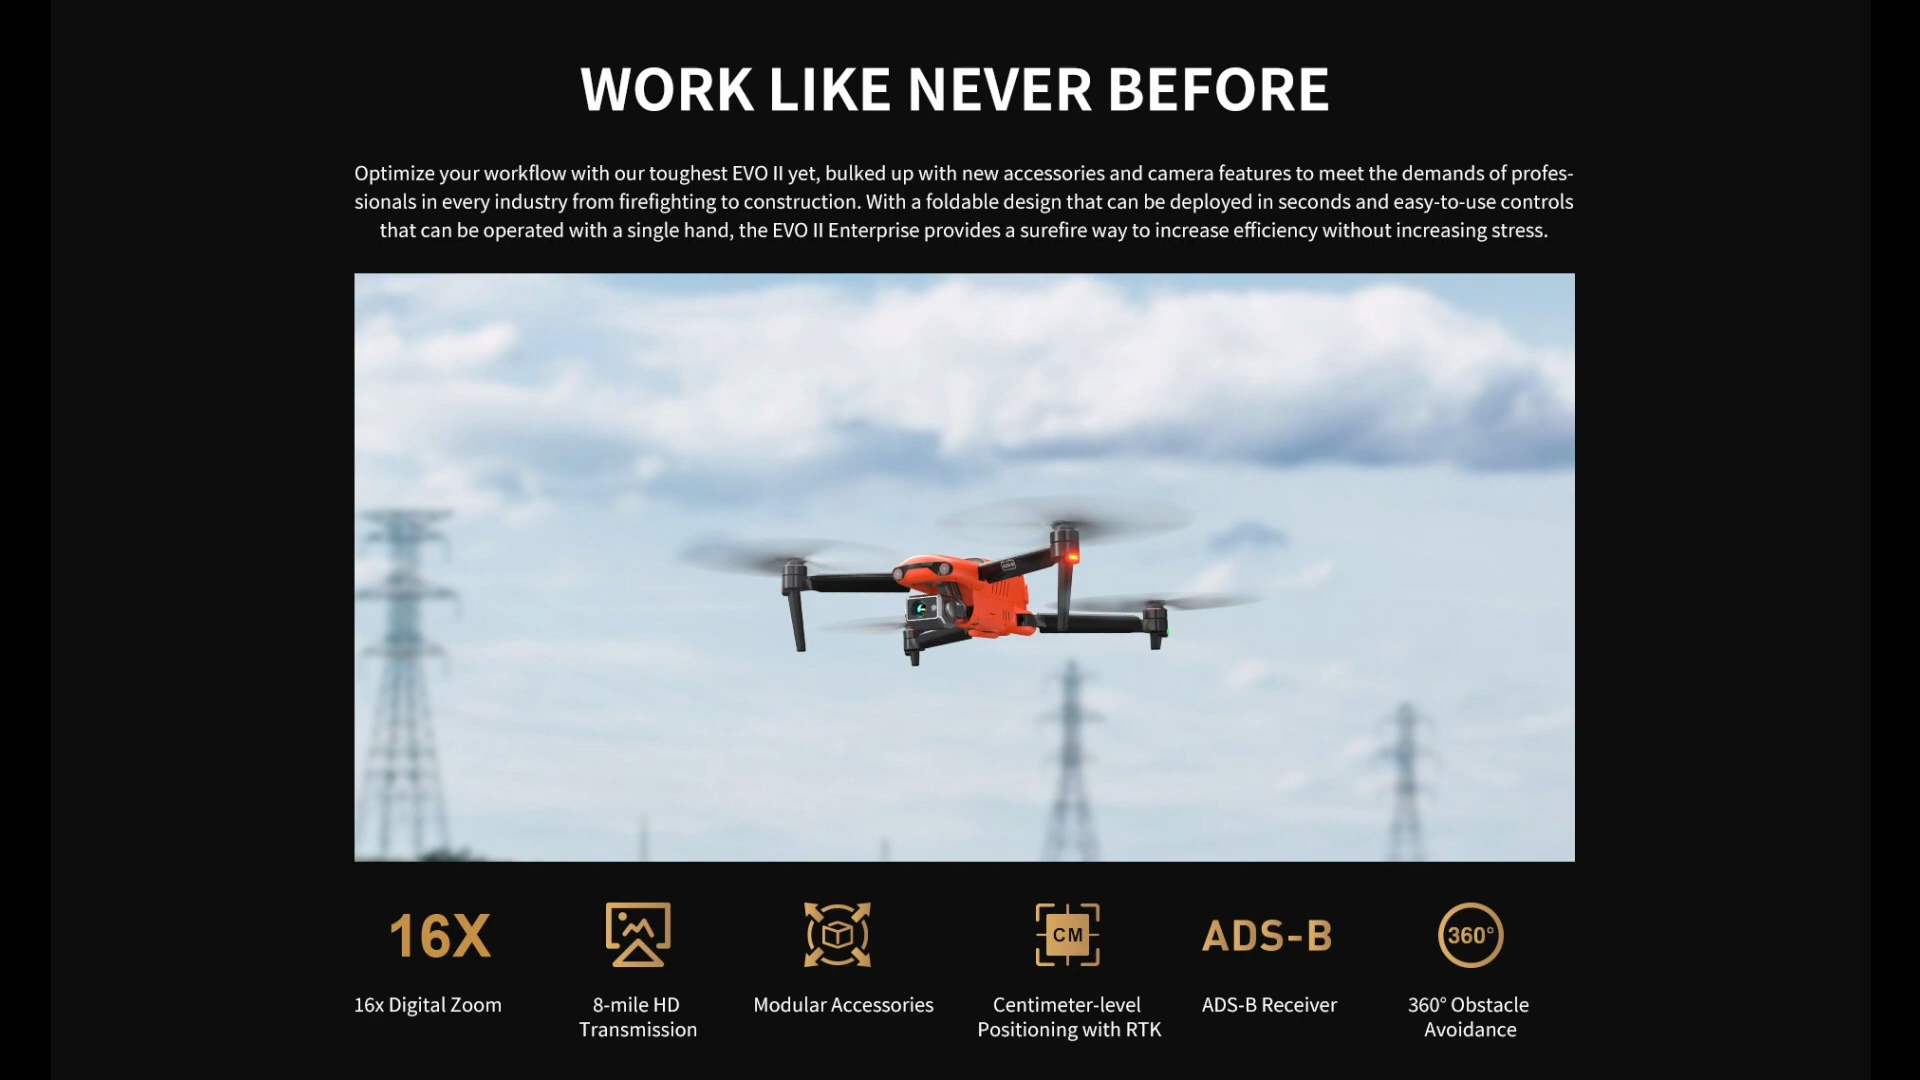 WORK LIKE NEVER BEFORE
Optimize your workflow with our toughest EVO II yet, bulked up with new accessories and camera features to meet the demands of profes-
sionals in every industry from firefighting to construction. With a foldable design that can be deployed in seconds and easy-to-use controls
that can be operated with a single hand, the EVO II Enterprise provides a surefire way to increase efficiency without increasing stress.
16X
CM
ADS-B
360°
16x Digital Zoom
8-mile HD
Transmission
Modular Accessories
Centimeter-level
Positioning with RTK
ADS-B Receiver
360° Obstacle
Avoidance